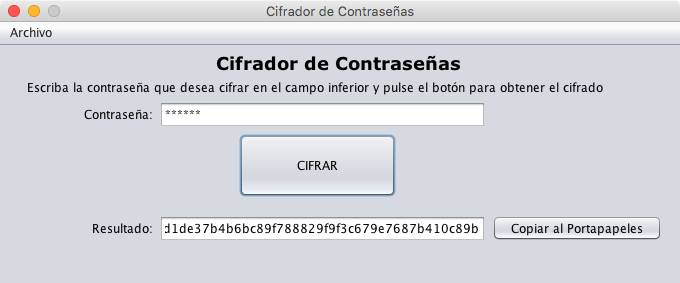 Cifrador de Contraseñas
Archivo
Cifrador de Contraseñas
Escriba la contraseña que desea cifrar en el campo inferior y pulse el botón para obtener el cifrado
Contraseña: ******
CIFRAR
Resultado: d1de37b4b6bc89f788829f9f3c679e7687b410c89b Copiar al Portapapeles